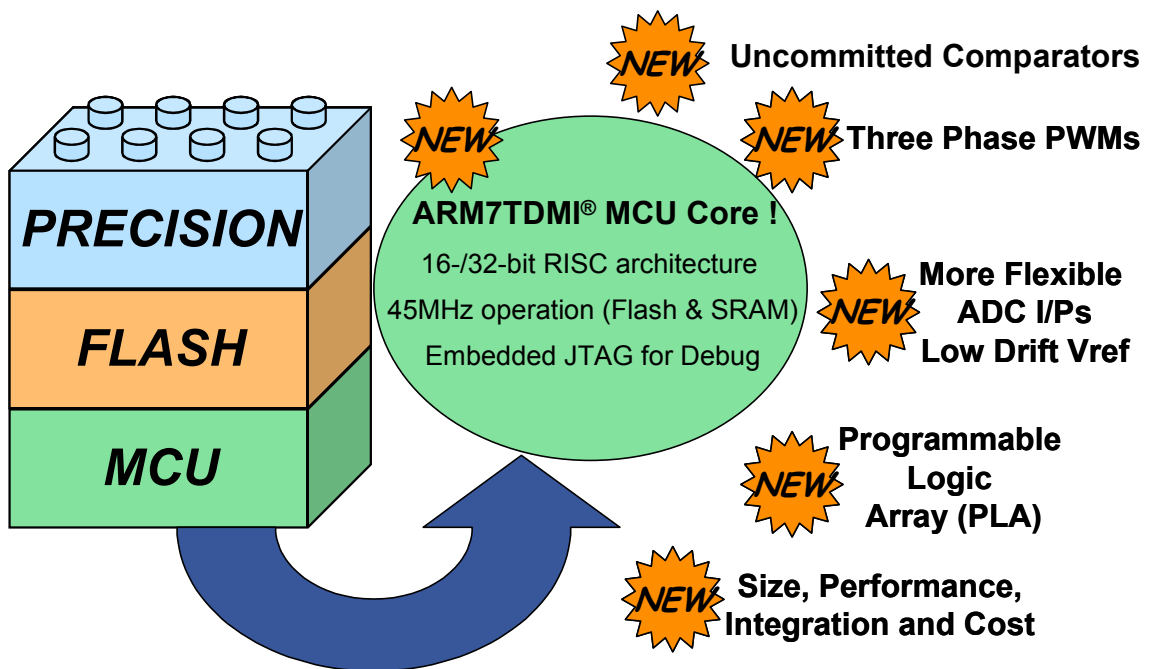 PRECISION
FLASH
MCU
NEW
ARM7TDMI® MCU Core !
16-/32-bit RISC architecture
45MHz operation (Flash & SRAM)
Embedded JTAG for Debug
NEW
Uncommitted Comparators
NEW
Three Phase PWMs
NEW
More Flexible
ADC I/Ps
Low Drift Vref
NEW
Programmable
Logic
Array (PLA)
NEW
Size, Performance,
Integration and Cost